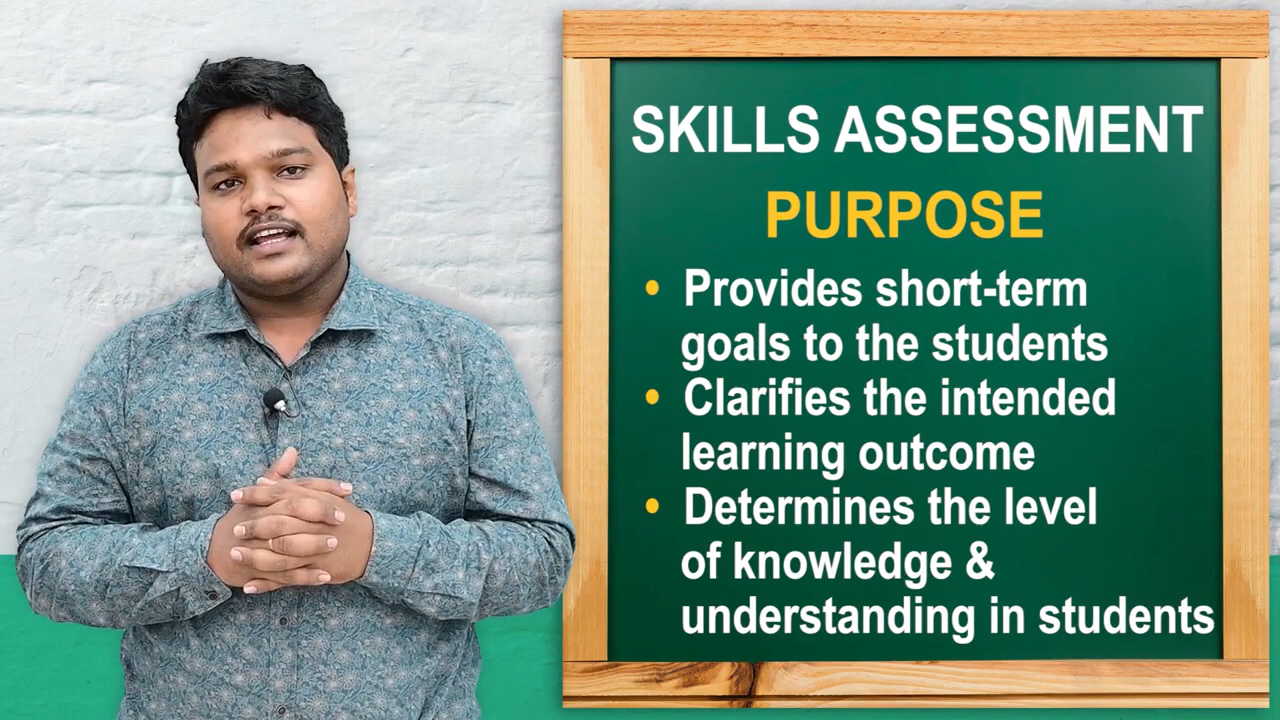 SKILLS ASSESSMENT
PURPOSE
• Provides short-term
goals to the students
• Clarifies the intended
learning outcome
• Determines the level
of knowledge &
understanding in students